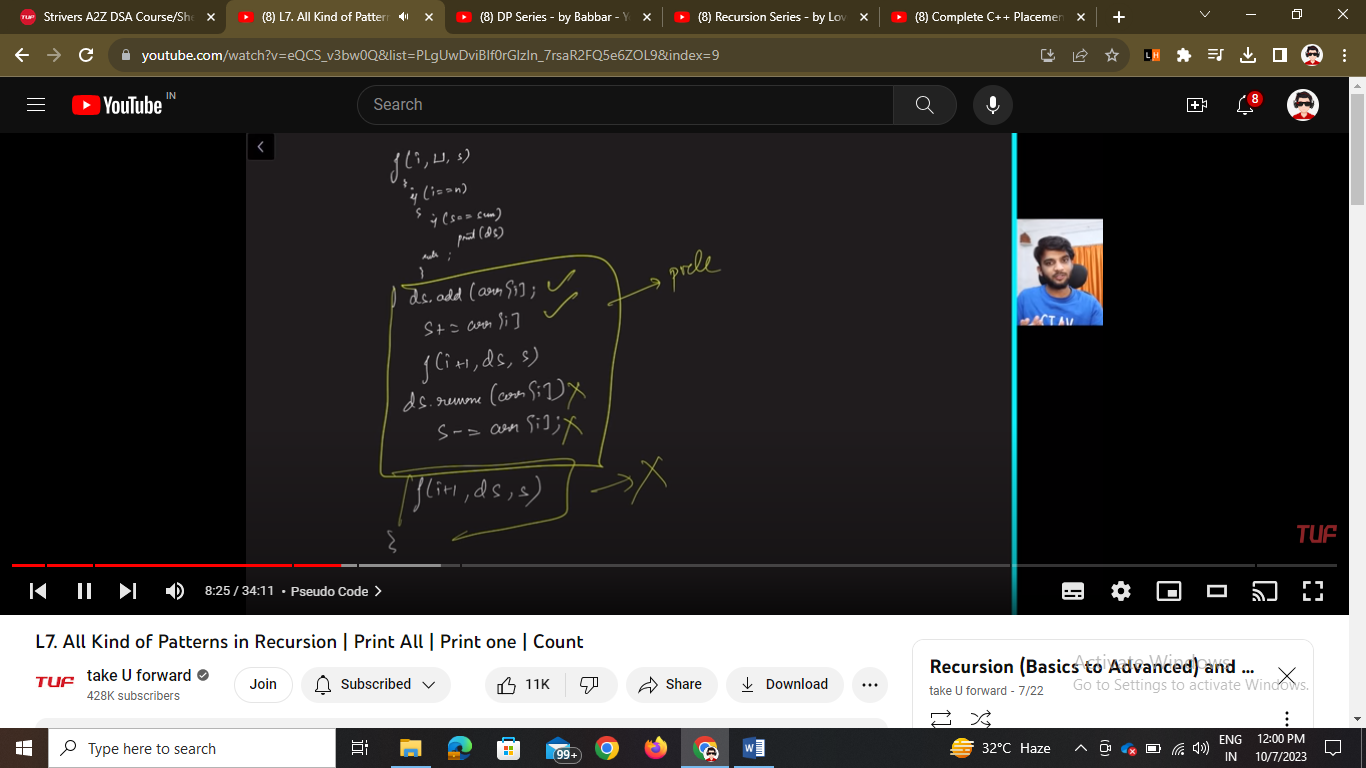 Strivers A2Z DSA Course/She
(8) L7. All Kind of Pattern
(8) DP Series - by Babbar - Y
(8) Recursion Series - by Lov
(8) Complete C++ Placemen
youtube.com/watch?v=eQCS_v3bw0Q&list=PLgUwDviBIf0rGlzIn_7rsaR2FQ5e6ZOL9&index=9
YouTube IN
Search
8
f(i, [], s)
{
if (i==n)
{
if (s== sum)
print (ds)
;
}
ds.add (arr[i];
s+= arr[i]
f(i+1, ds, s)
ds.remove (arr[i])
s-= arr[i];
f(i+1, ds, s)
}
TUF
8:25 / 34:11 • Pseudo Code
L7. All Kind of Patterns in Recursion | Print All | Print one | Count
TUF
take U forward
428K subscribers
Join
Subscribed
11K
Share
Download
Recursion (Basics to Advanced) and ...
take U forward - 7/22
Activate Windows
Go to Settings to activate Windows.
Type here to search
99+
32°C Haze
ENG
IN
12:00 PM
10/7/2023